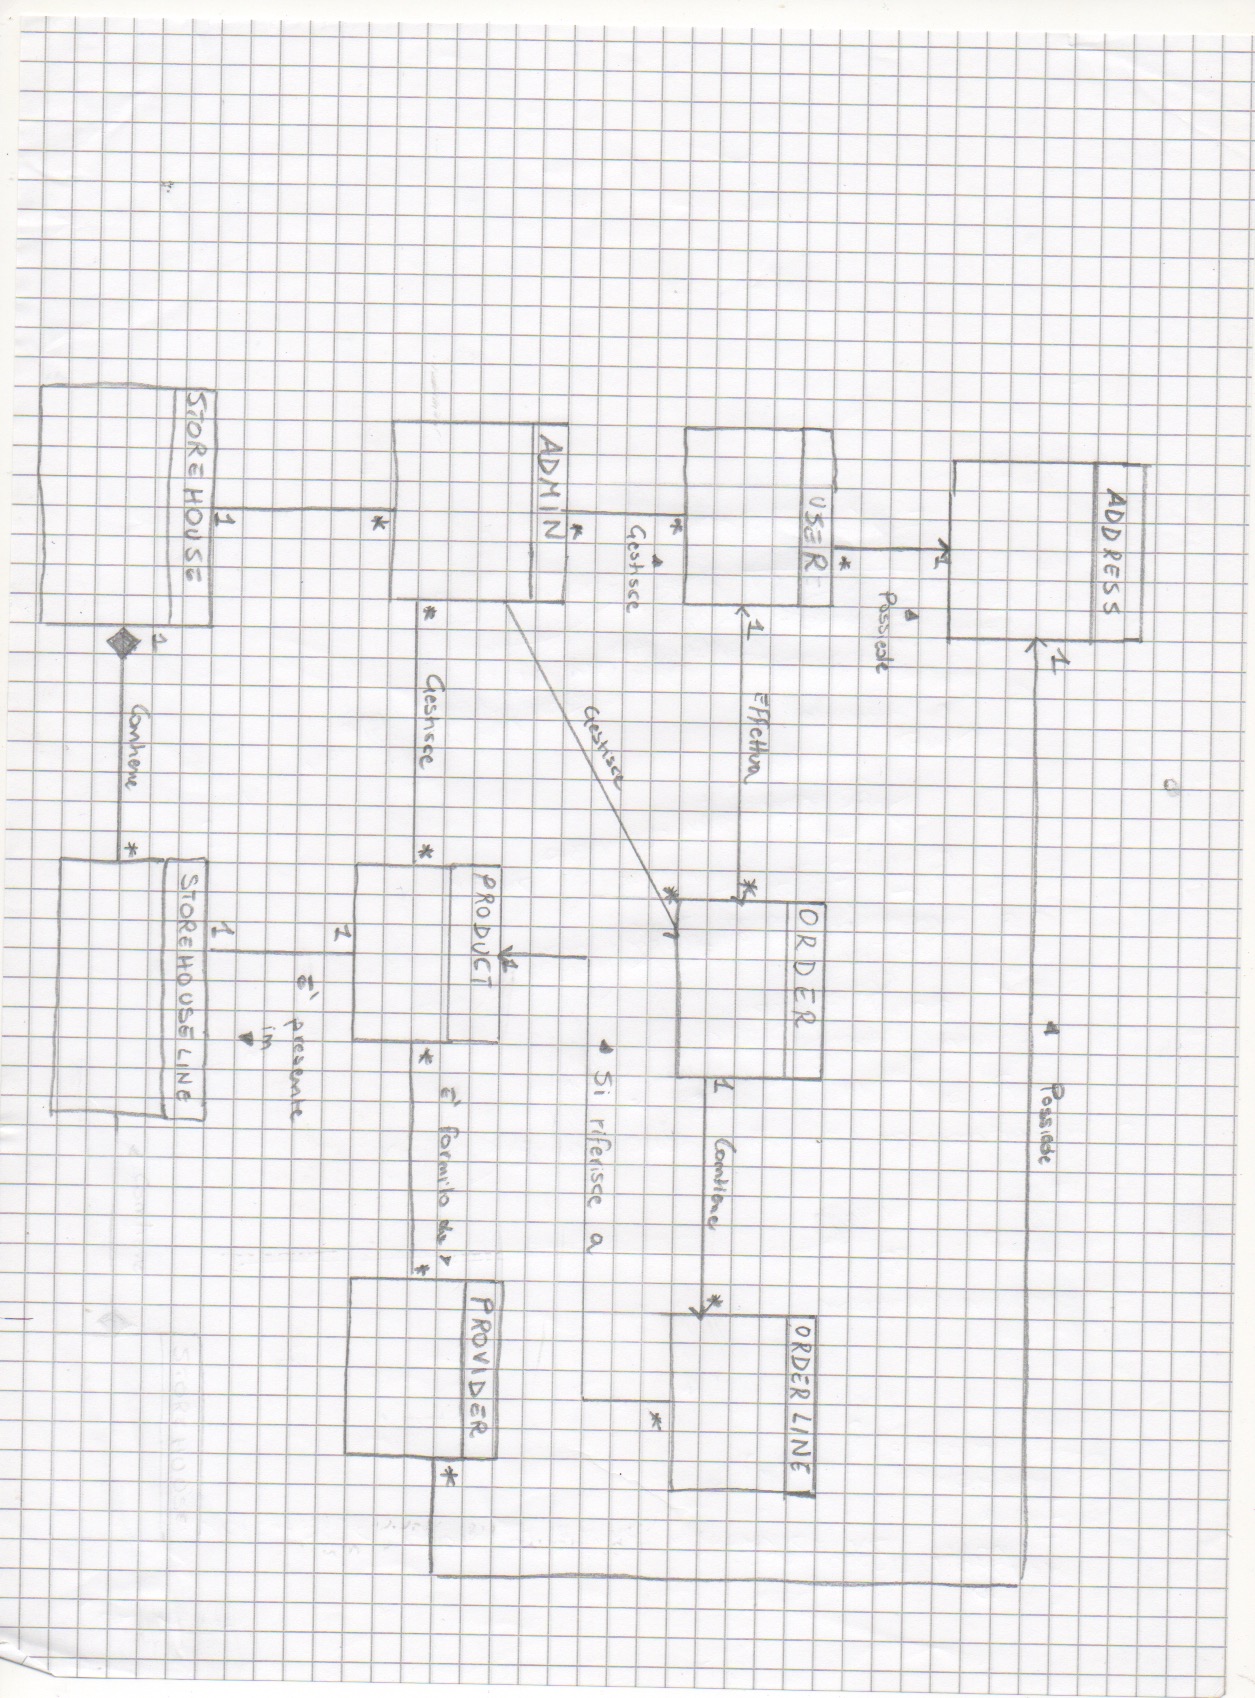 ADDRESS
1
1
Possiede
*
Possiede
USER
1
Effettua
*
ORDER
1
Contiene
*
ORDER LINE
*
Gestisce
*
Gestisce
*
Si riferisce a
*
1
ADMIN
*
*
Gestisce
*
PRODUCT
*
È fornito da
*
PROVIDER
*
*
1
1
È presente
in
1
STOREHOUSE
1
Contiene
*
STOREHOUSE LINE